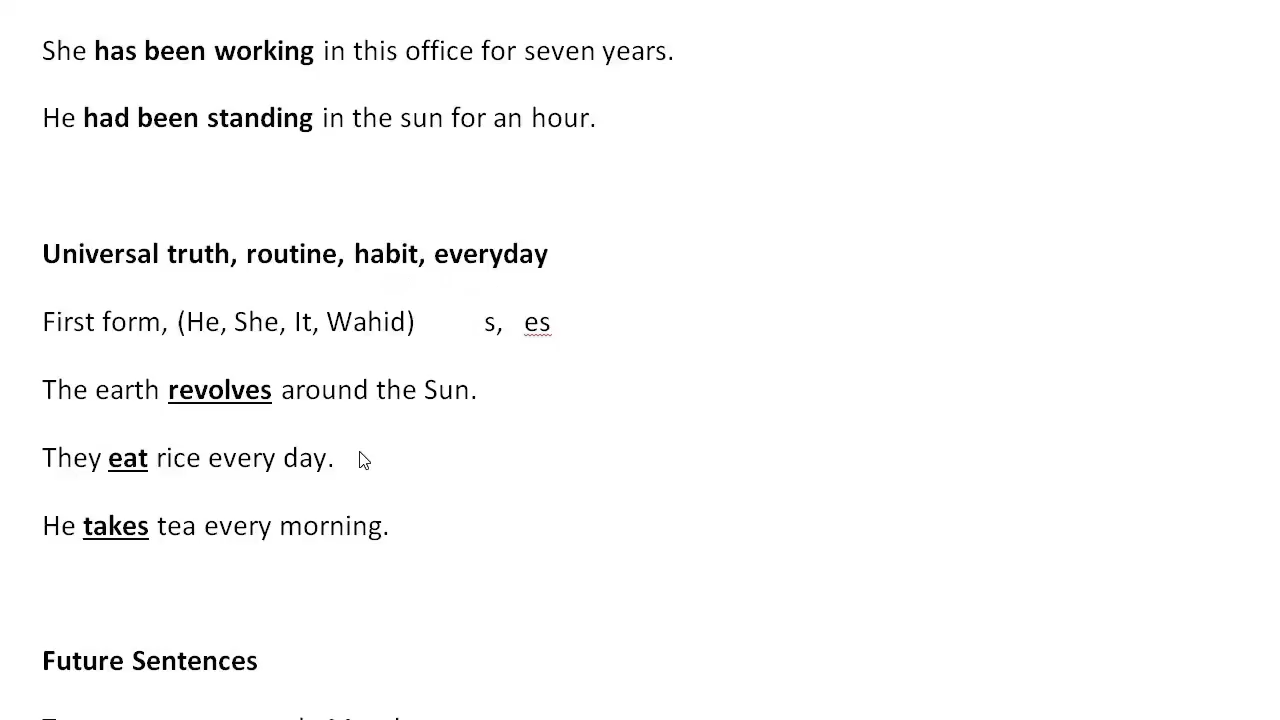 She has been working in this office for seven years.
He had been standing in the sun for an hour.
Universal truth, routine, habit, everyday
First form, (He, She, It, Wahid) s, es
The earth revolves around the Sun.
They eat rice every day.
He takes tea every morning.
Future Sentences